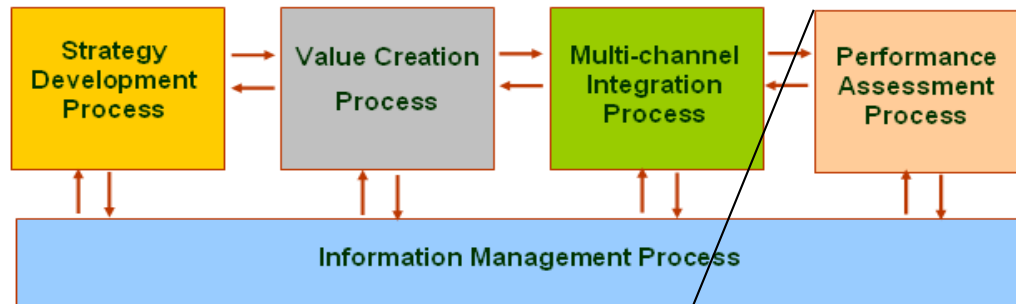 Strategy
Development
Process
Value Creation
Process
Multi-channel
Integration
Process
Performance
Assessment
Process
Information Management Process